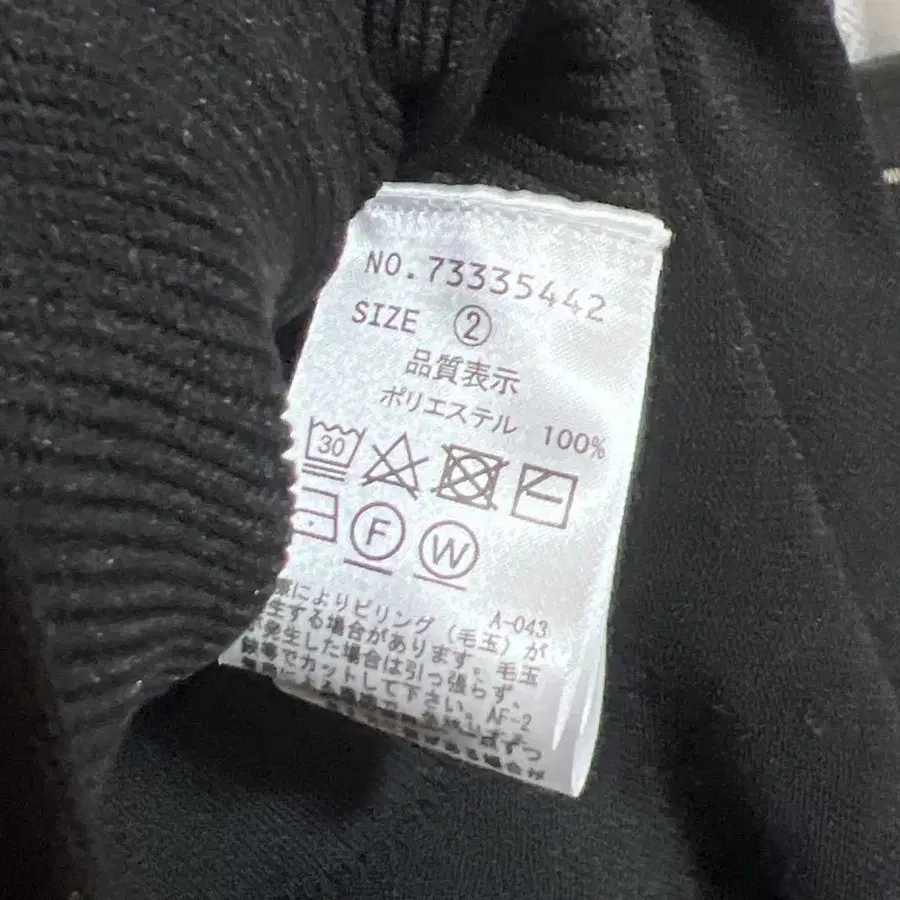 NO.73335442
SIZE ②
品質表示
ポリエステル 100%
30
F W
A-043
によりピリング(毛玉)が
生する場合があります。毛玉
発生した場合は引っ張らず、
等でカットして下さい。AF-2